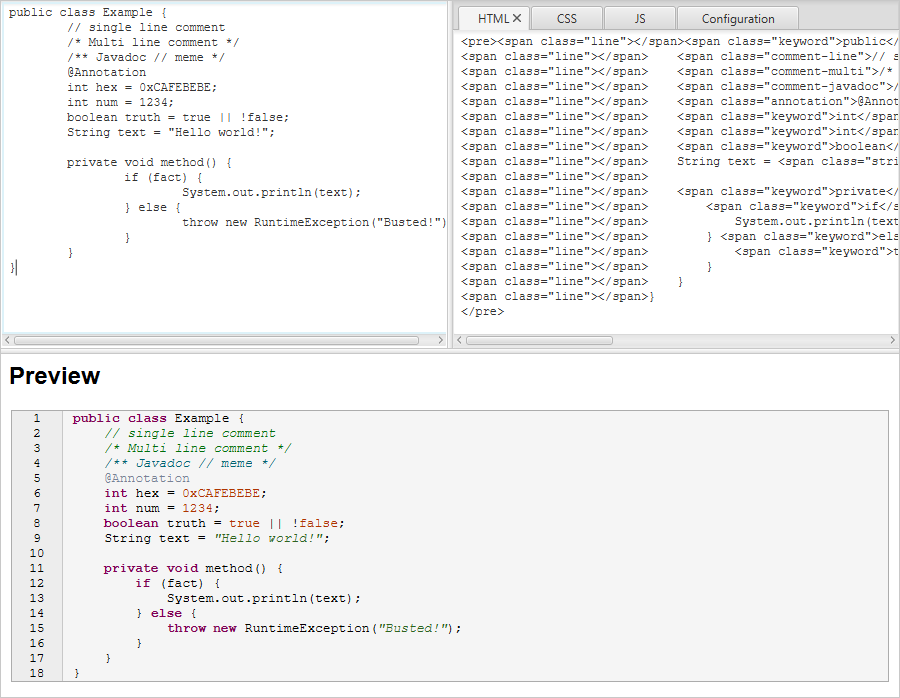 public class Example {
// single line comment
/* Multi line comment */
/** Javadoc // meme */
@Annotation
int hex = 0xCAFEBEBE;
int num = 1234;
boolean truth = true || !false;
String text = "Hello world!";
private void method() {
if (fact) {
System.out.println(text);
} else {
throw new RuntimeException("Busted!")
}
}
}
HTML CSS JS Configuration
<pre><span class="line"></span><span class="keyword">public</
<span class="line"></span> <span class="comment-line">// s
<span class="line"></span> <span class="comment-multi">/*
<span class="line"></span> <span class="comment-javadoc">/
<span class="line"></span> <span class="annotation">@Annot
<span class="line"></span> <span class="keyword">int</span
<span class="line"></span> <span class="keyword">int</span
<span class="line"></span> <span class="keyword">boolean</
<span class="line"></span> String text = <span class="stri
<span class="line"></span>
<span class="line"></span> <span class="keyword">private</
<span class="line"></span> <span class="keyword">if</s
<span class="line"></span> System.out.println(text
<span class="line"></span> } <span class="keyword">els
<span class="line"></span> <span class="keyword">t
<span class="line"></span> }
<span class="line"></span> }
<span class="line"></span>}
</pre>
Preview
1 public class Example {
2 // single line comment
3 /* Multi line comment */
4 /** Javadoc // meme */
5 @Annotation
6 int hex = 0xCAFEBEBE;
7 int num = 1234;
8 boolean truth = true || !false;
9 String text = "Hello world!";
10
11 private void method() {
12 if (fact) {
13 System.out.println(text);
14 } else {
15 throw new RuntimeException("Busted!");
16 }
17 }
18 }